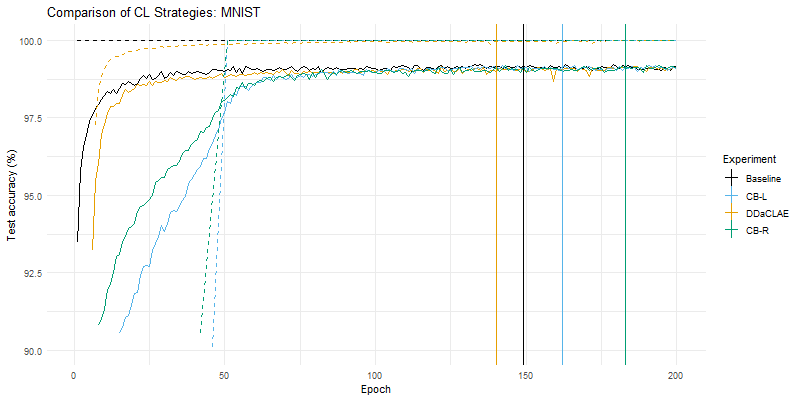 Comparison of CL Strategies: MNIST
Test accuracy (%)
100.0
97.5
95.0
92.5
90.0
0
50
100
150
200
Epoch
Experiment
Baseline
CB-L
DDaCLAE
CB-R